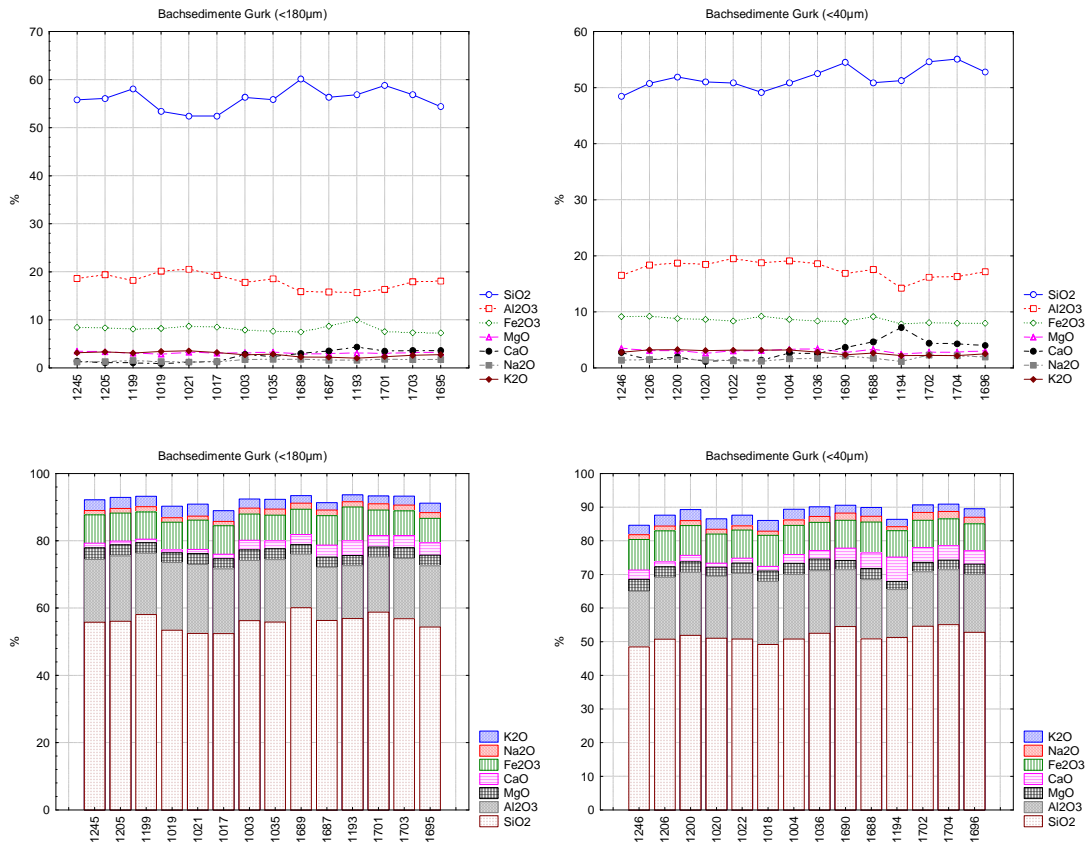 Bachsedimente Gurk (<180µm)
70
60
50
40
30
20
10
0
%
1245
1205
1199
1019
1021
1017
1003
1035
1689
1687
1193
1701
1703
1695
SiO2
Al2O3
Fe2O3
MgO
CaO
Na2O
K2O
Bachsedimente Gurk (<40µm)
60
50
40
30
20
10
0
%
1246
1206
1200
1020
1022
1018
1004
1036
1690
1688
1194
1702
1704
1696
SiO2
Al2O3
Fe2O3
MgO
CaO
Na2O
K2O
Bachsedimente Gurk (<180µm)
100
80
60
40
20
0
%
1245
1205
1199
1019
1021
1017
1003
1035
1689
1687
1193
1701
1703
1695
K2O
Na2O
Fe2O3
CaO
MgO
Al2O3
SiO2
Bachsedimente Gurk (<40µm)
100
90
80
70
60
50
40
30
20
10
0
%
1246
1206
1200
1020
1022
1018
1004
1036
1690
1688
1194
1702
1704
1696
K2O
Na2O
Fe2O3
CaO
MgO
Al2O3
SiO2